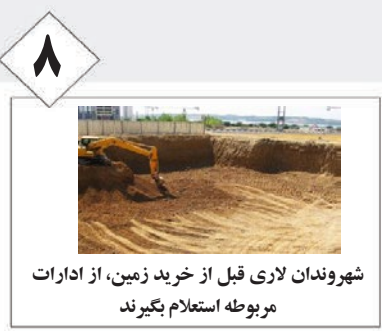 ۸
شهروندان لاری قبل از خرید زمین، از ادارات
مربوطه استعلام بگیرند